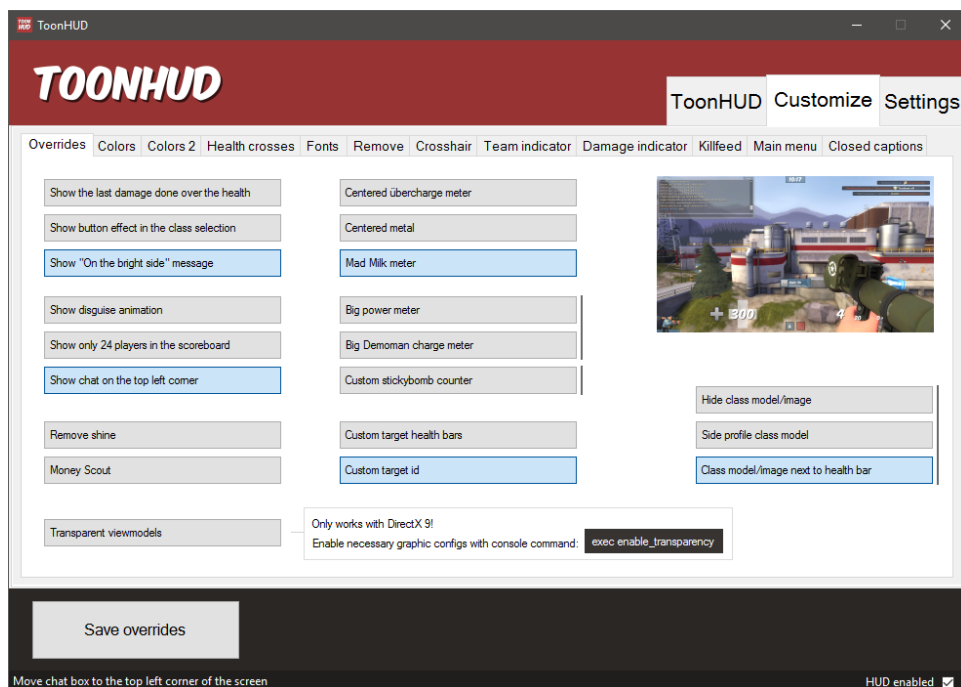 ToonHUD
TOONHUD
ToonHUD Customize Settings
Overrides Colors Colors 2 Health crosses Fonts Remove Crosshair Team indicator Damage indicator Killfeed Main menu Closed captions
Show the last damage done over the health
Show button effect in the class selection
Show "On the bright side" message
Show disguise animation
Show only 24 players in the scoreboard
Show chat on the top left corner
Remove shine
Money Scout
Transparent viewmodels
Centered übercharge meter
Centered metal
Mad Milk meter
Big power meter
Big Demoman charge meter
Custom stickybomb counter
Custom target health bars
Custom target id
Only works with DirectX 9!
Enable necessary graphic configs with console command: exec enable_transparency
10:17
300
4
20
Hide class model/image
Side profile class model
Class model/image next to health bar
Save overrides
Move chat box to the top left corner of the screen
HUD enabled